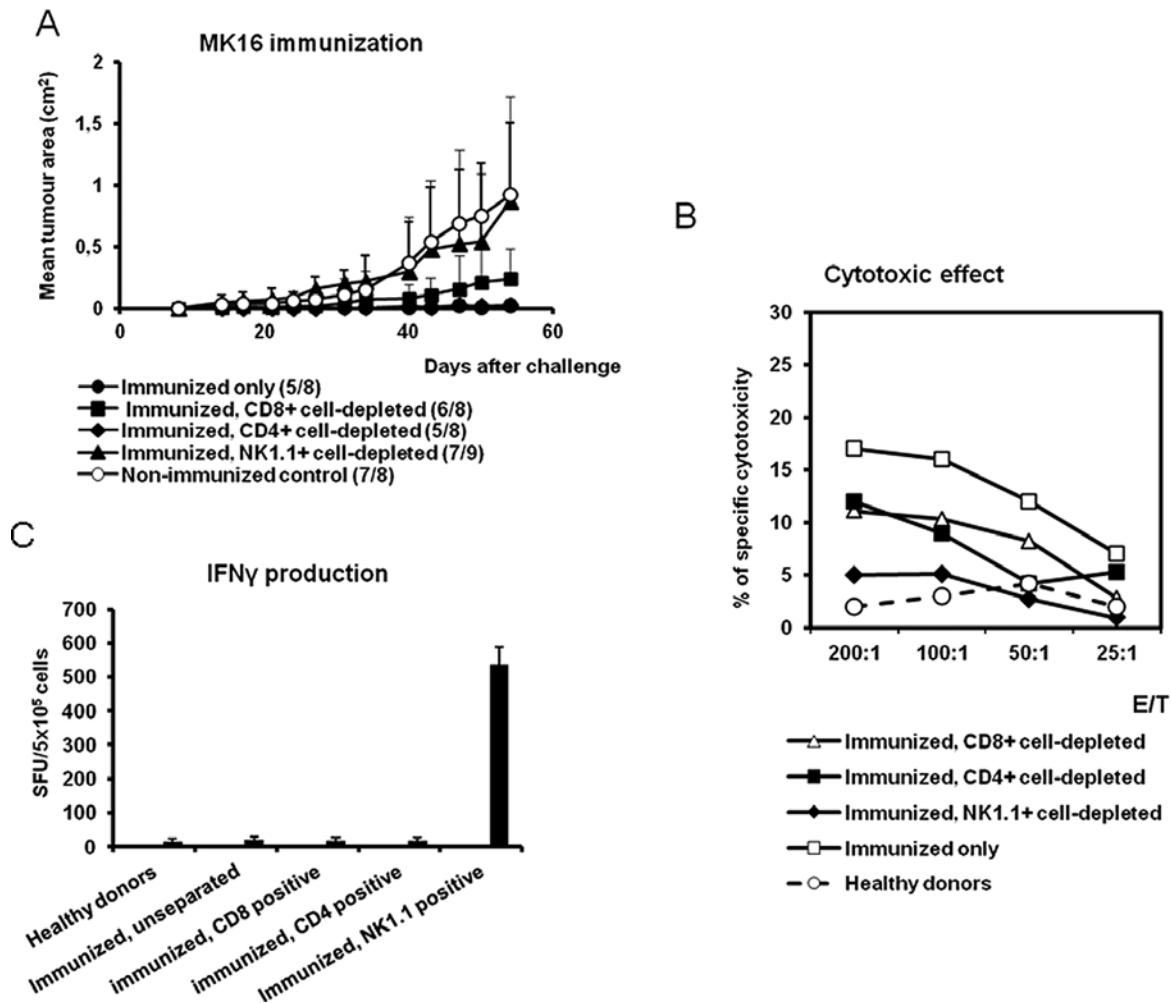 A
MK16 immunization
Mean tumour area (cm²)
2
1,5
1
0,5
0
0
20
40
60
Days after challenge
Immunized only (5/8)
Immunized, CD8+ cell-depleted (6/8)
Immunized, CD4+ cell-depleted (5/8)
Immunized, NK1.1+ cell-depleted (7/9)
Non-immunized control (7/8)
B
Cytotoxic effect
% of specific cytotoxicity
30
25
20
15
10
5
0
200:1
100:1
50:1
25:1
E/T
Immunized, CD8+ cell-depleted
Immunized, CD4+ cell-depleted
Immunized, NK1.1+ cell-depleted
Immunized only
Healthy donors
C
IFNγ production
SFU/5x10⁵ cells
700
600
500
400
300
200
100
0
Healthy donors
Immunized, unseparated
immunized, CD8 positive
immunized, CD4 positive
Immunized, NK1.1 positive